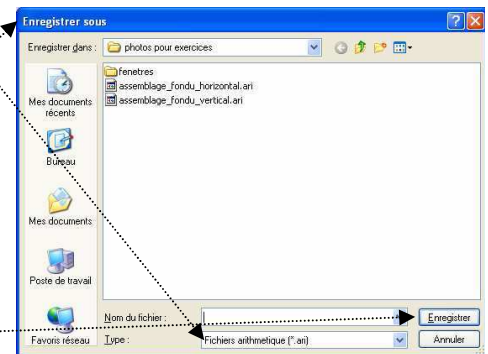 Enregistrer sous
Enregistrer dans :
photos pour exercices
fenetres
assemblage_fondu_horizontal.ari
assemblage_fondu_vertical.ari
Mes documents
récents
Bureau
Mes documents
Poste de travail
Favoris réseau
Nom du fichier :
Enregistrer
Type :
Fichiers arithmetique (*.ari)
Annuler